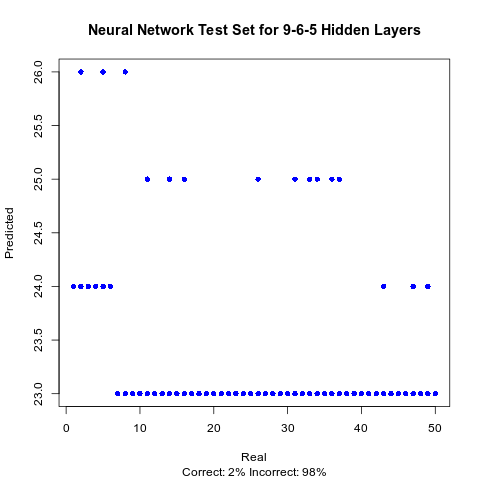 Neural Network Test Set for 9-6-5 Hidden Layers
Predicted
26.0
25.5
25.0
24.5
24.0
23.5
23.0
0 10 20 30 40 50
Real
Correct: 2% Incorrect: 98%